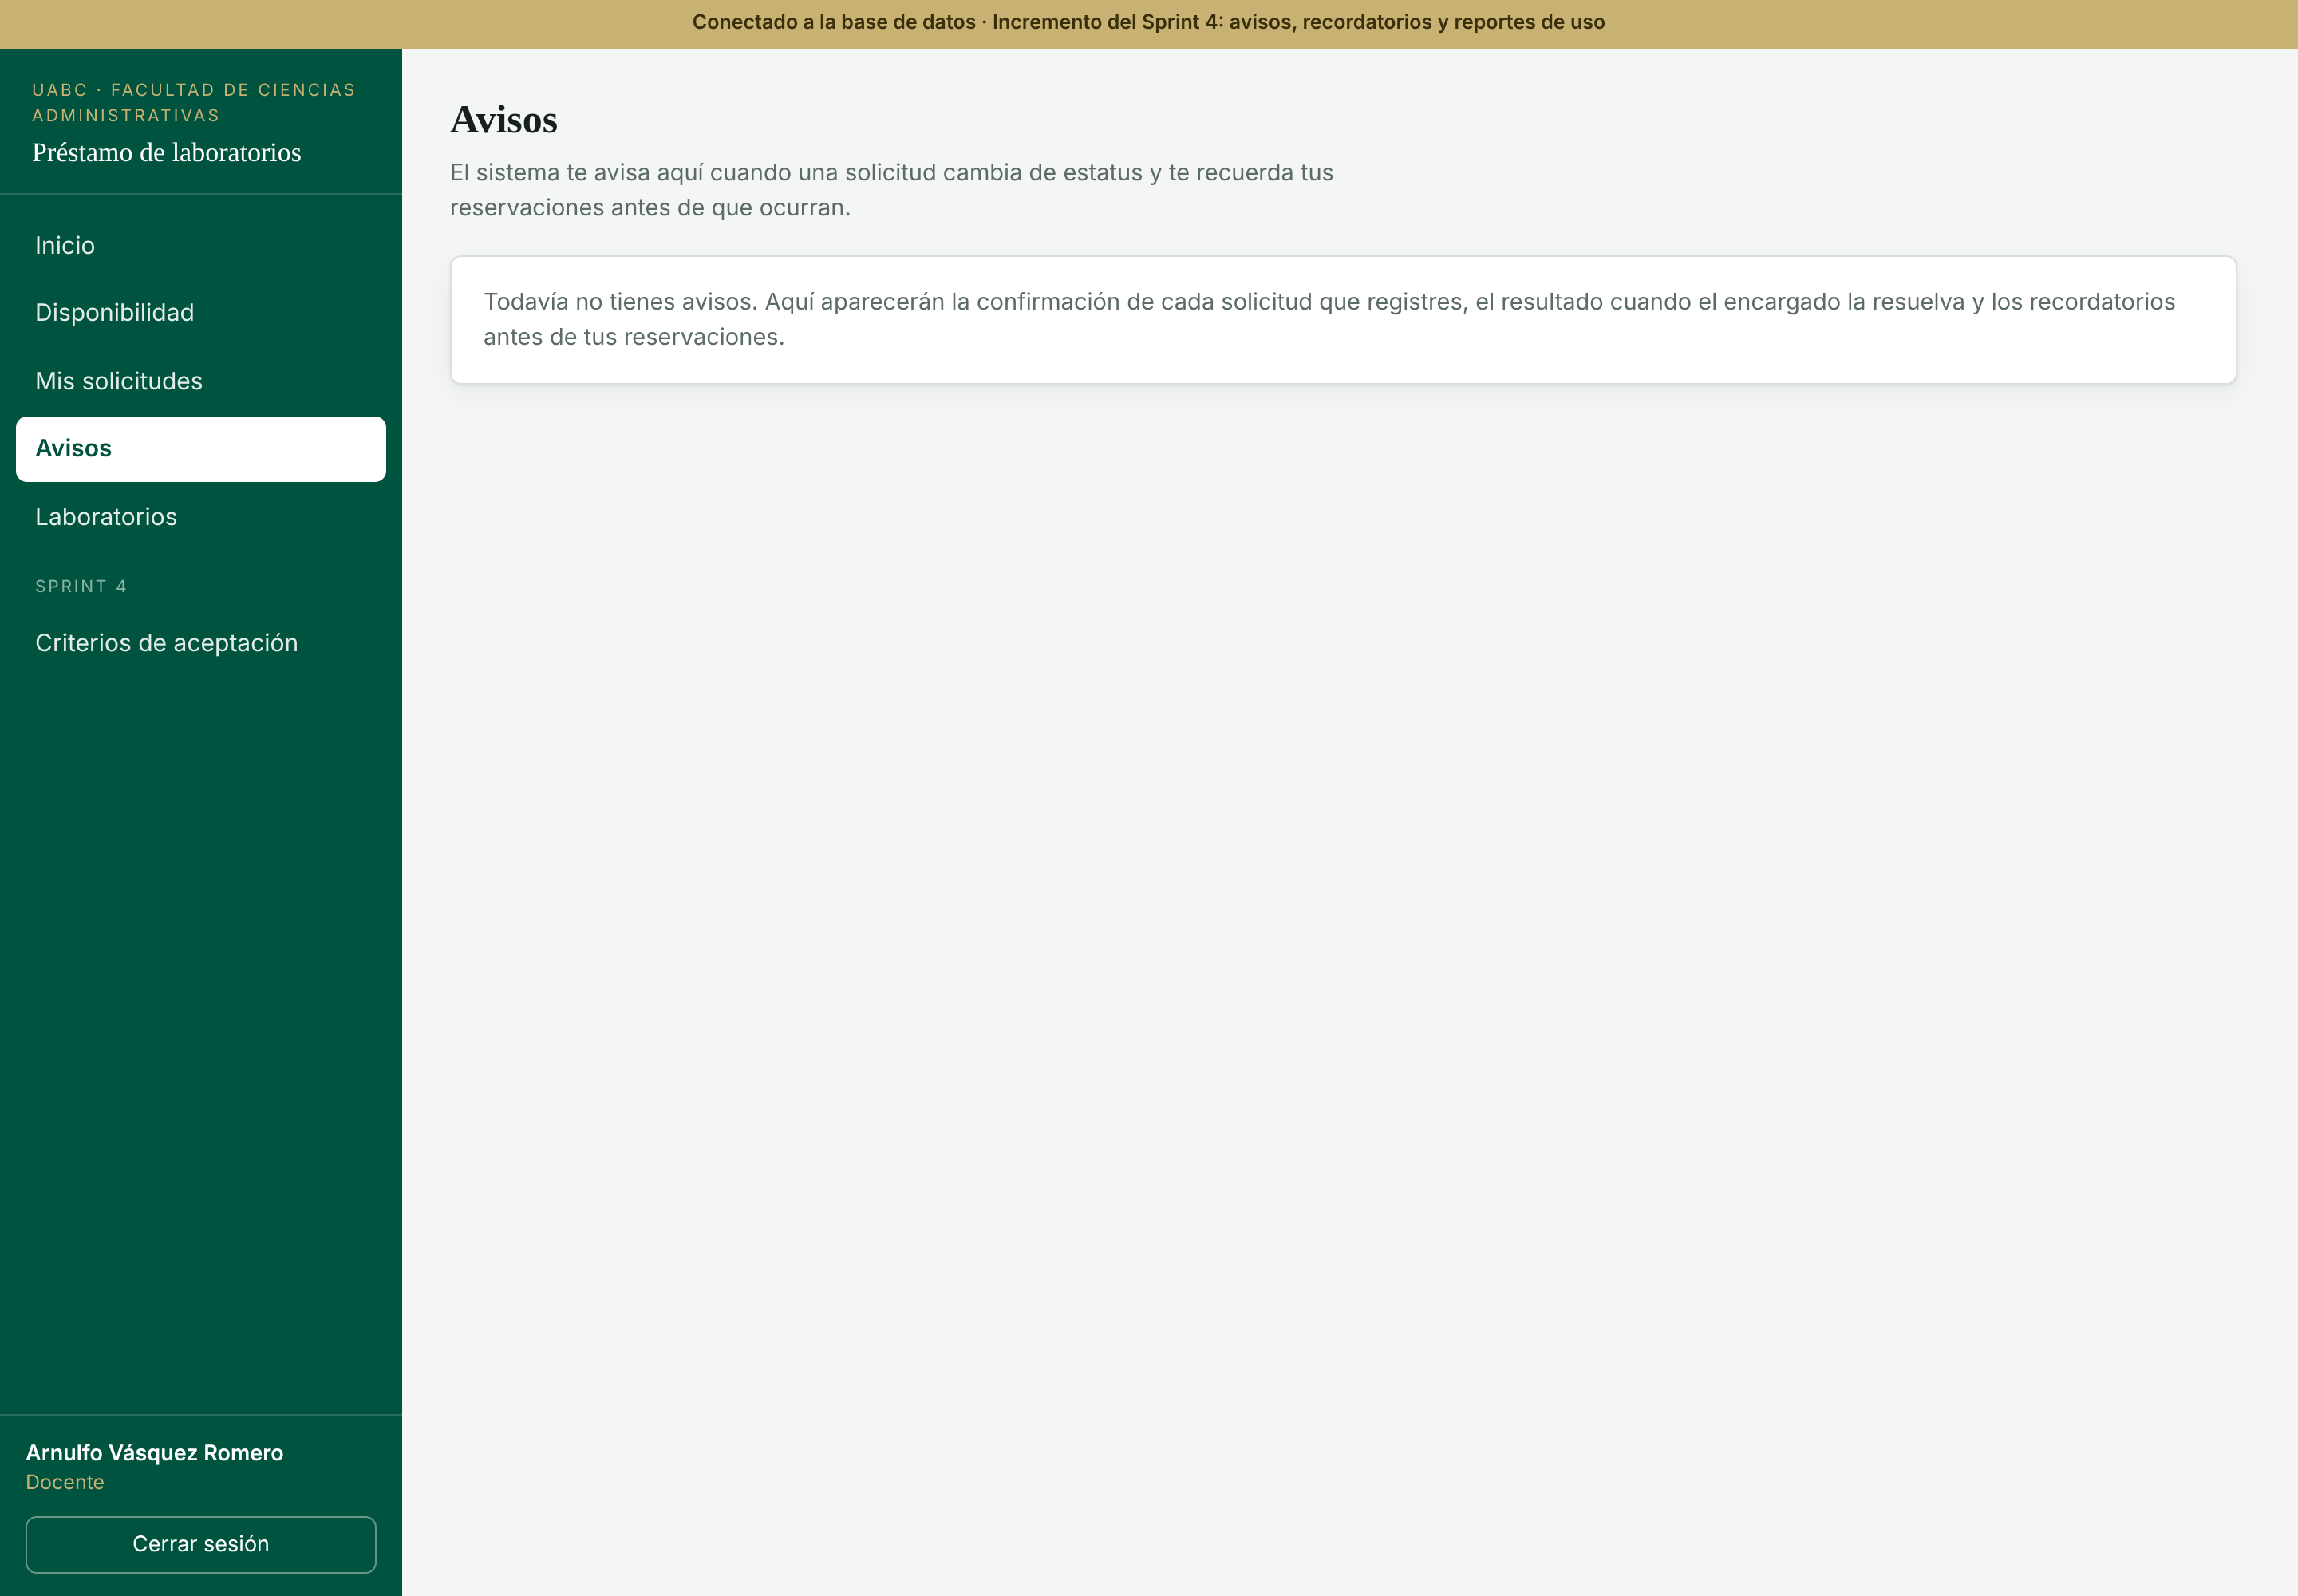 Conectado a la base de datos · Incremento del Sprint 4: avisos, recordatorios y reportes de uso
UABC · FACULTAD DE CIENCIAS
ADMINISTRATIVAS
Préstamo de laboratorios
Inicio
Disponibilidad
Mis solicitudes
Avisos
Laboratorios
SPRINT 4
Criterios de aceptación
Arnulfo Vásquez Romero
Docente
Cerrar sesión
Avisos
El sistema te avisa aquí cuando una solicitud cambia de estatus y te recuerda tus
reservaciones antes de que ocurran.
Todavía no tienes avisos. Aquí aparecerán la confirmación de cada solicitud que registres, el resultado cuando el encargado la resuelva y los recordatorios
antes de tus reservaciones.